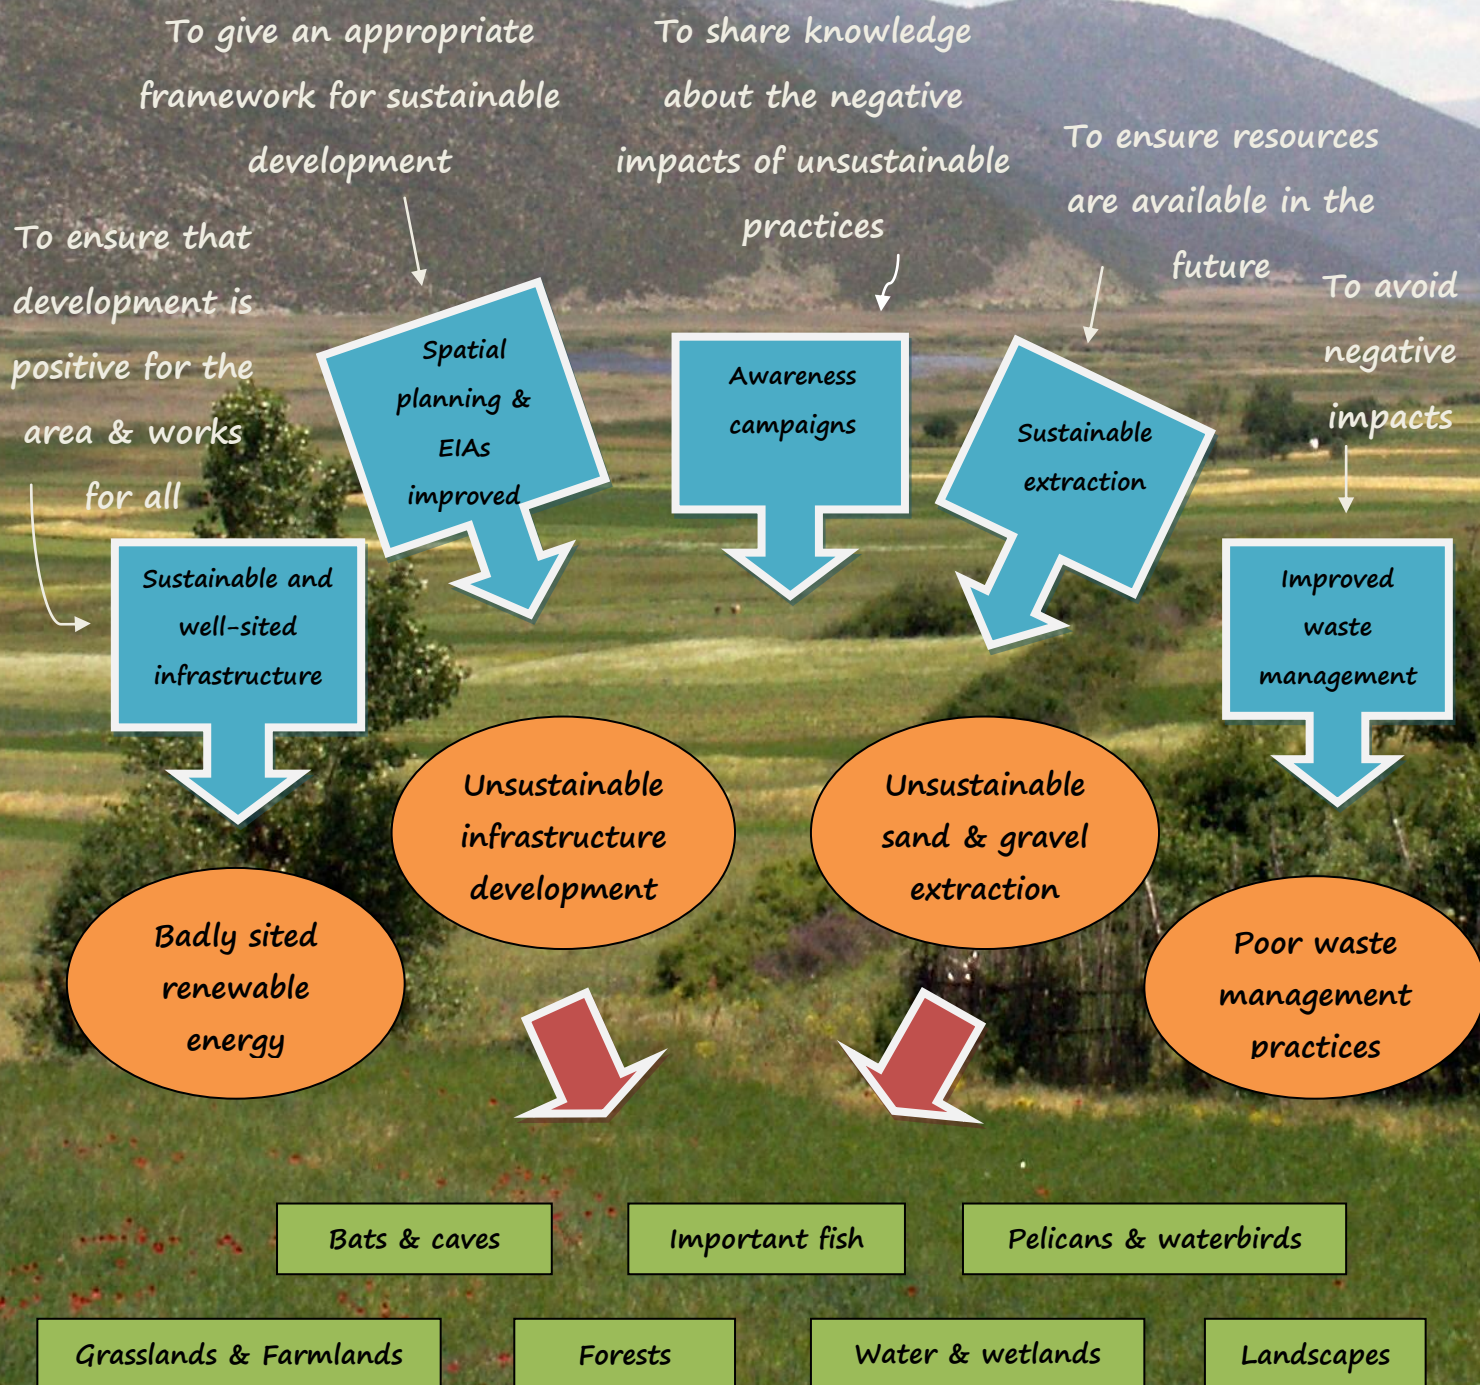 To give an appropriate
framework for sustainable
development
To share knowledge
about the negative
impacts of unsustainable
practices
To ensure resources
are available in the
future
To ensure that
development is
positive for the
area & works
for all
To avoid
negative
impacts
Spatial
planning &
EIAs
improved
Awareness
campaigns
Sustainable
extraction
Sustainable and
well-sited
infrastructure
Improved
waste
management
Unsustainable
infrastructure
development
Unsustainable
sand & gravel
extraction
Badly sited
renewable
energy
Poor waste
management
practices
Bats & caves
Important fish
Pelicans & waterbirds
Grasslands & Farmlands
Forests
Water & wetlands
Landscapes